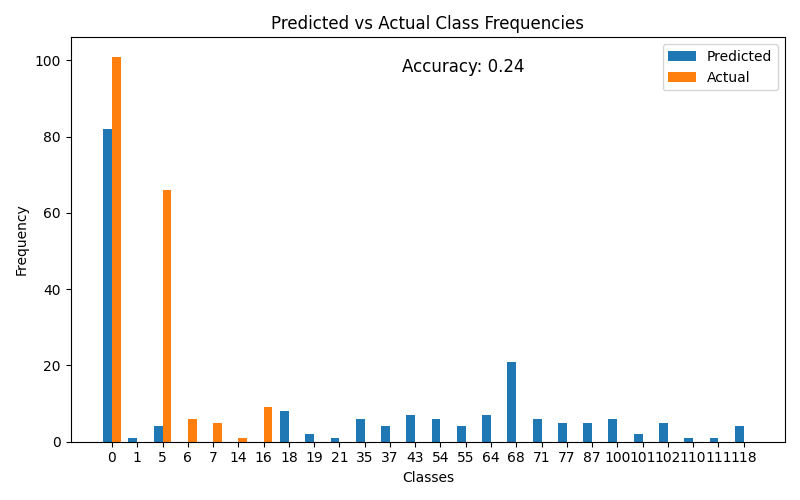 Predicted vs Actual Class Frequencies
Accuracy: 0.24
Predicted
Actual
Frequency
100
80
60
40
20
0
0 1 5 6 7 14 16 18 19 21 35 37 43 54 55 64 68 71 77 87 100 101 102 110 111 118
Classes